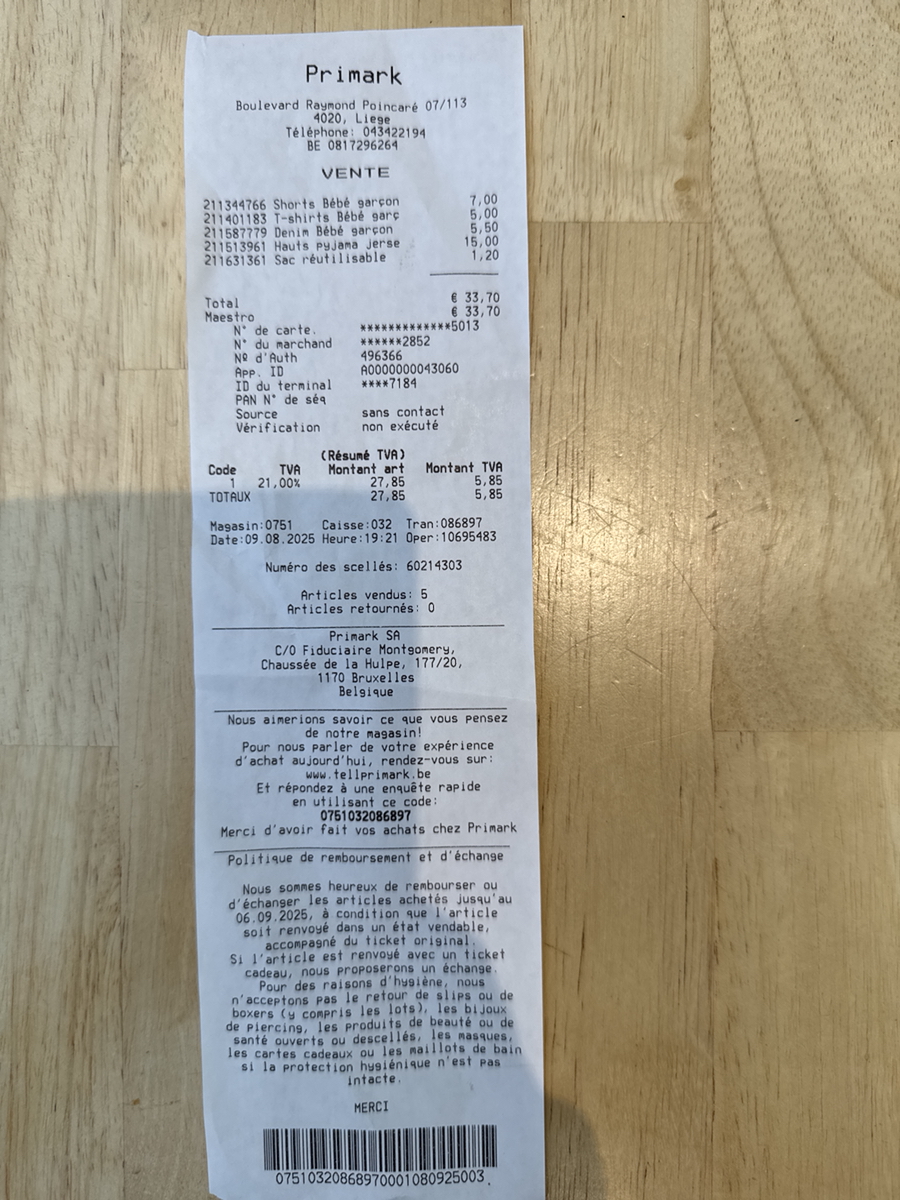 Primark
Boulevard Raymond Poincaré 07/113
4020, Liege
Téléphone: 043422194
BE 0817296264
VENTE
211344766 Shorts Bébé garçon 7,00
211401183 T-shirts Bébé garç 5,00
211587779 Denim Bébé garçon 5,50
211513961 Hauts pyjama jerse 15,00
211631361 Sac réutilisable 1,20
Total € 33,70
Maestro € 33,70
N° de carte. *************5013
N° du marchand ******2852
Nº d'Auth 496366
App. ID A0000000043060
ID du terminal ****7184
PAN N° de séq
Source sans contact
Vérification non exécuté
(Résumé TVA)
Code TVA Montant art Montant TVA
1 21,00% 27,85 5,85
TOTAUX 27,85 5,85
Magasin:0751 Caisse:032 Tran:086897
Date:09.08.2025 Heure:19:21 Oper:10695483
Numéro des scellés: 60214303
Articles vendus: 5
Articles retournés: 0
Primark SA
C/O Fiduciaire Montgomery,
Chaussée de la Hulpe, 177/20,
1170 Bruxelles
Belgique
Nous aimerions savoir ce que vous pensez
de notre magasin!
Pour nous parler de votre expérience
d'achat aujourd'hui, rendez-vous sur:
www.tellprimark.be
Et répondez à une enquête rapide
en utilisant ce code:
0751032086897
Merci d'avoir fait vos achats chez Primark
Politique de remboursement et d'échange
Nous sommes heureux de rembourser ou
d'échanger les articles achetés jusqu'au
06.09.2025, à condition que l'article
soit renvoyé dans un état vendable,
accompagné du ticket original.
Si l'article est renvoyé avec un ticket
cadeau, nous proposerons un échange.
Pour des raisons d'hygiène, nous
n'acceptons pas le retour de slips ou de
boxers (y compris les lots), les bijoux
de piercing, les produits de beauté ou de
santé ouverts ou descellés, les masques,
les cartes cadeaux ou les maillots de bain
si la protection hygiénique n'est pas
intacte.
MERCI
07510320868970001080925003